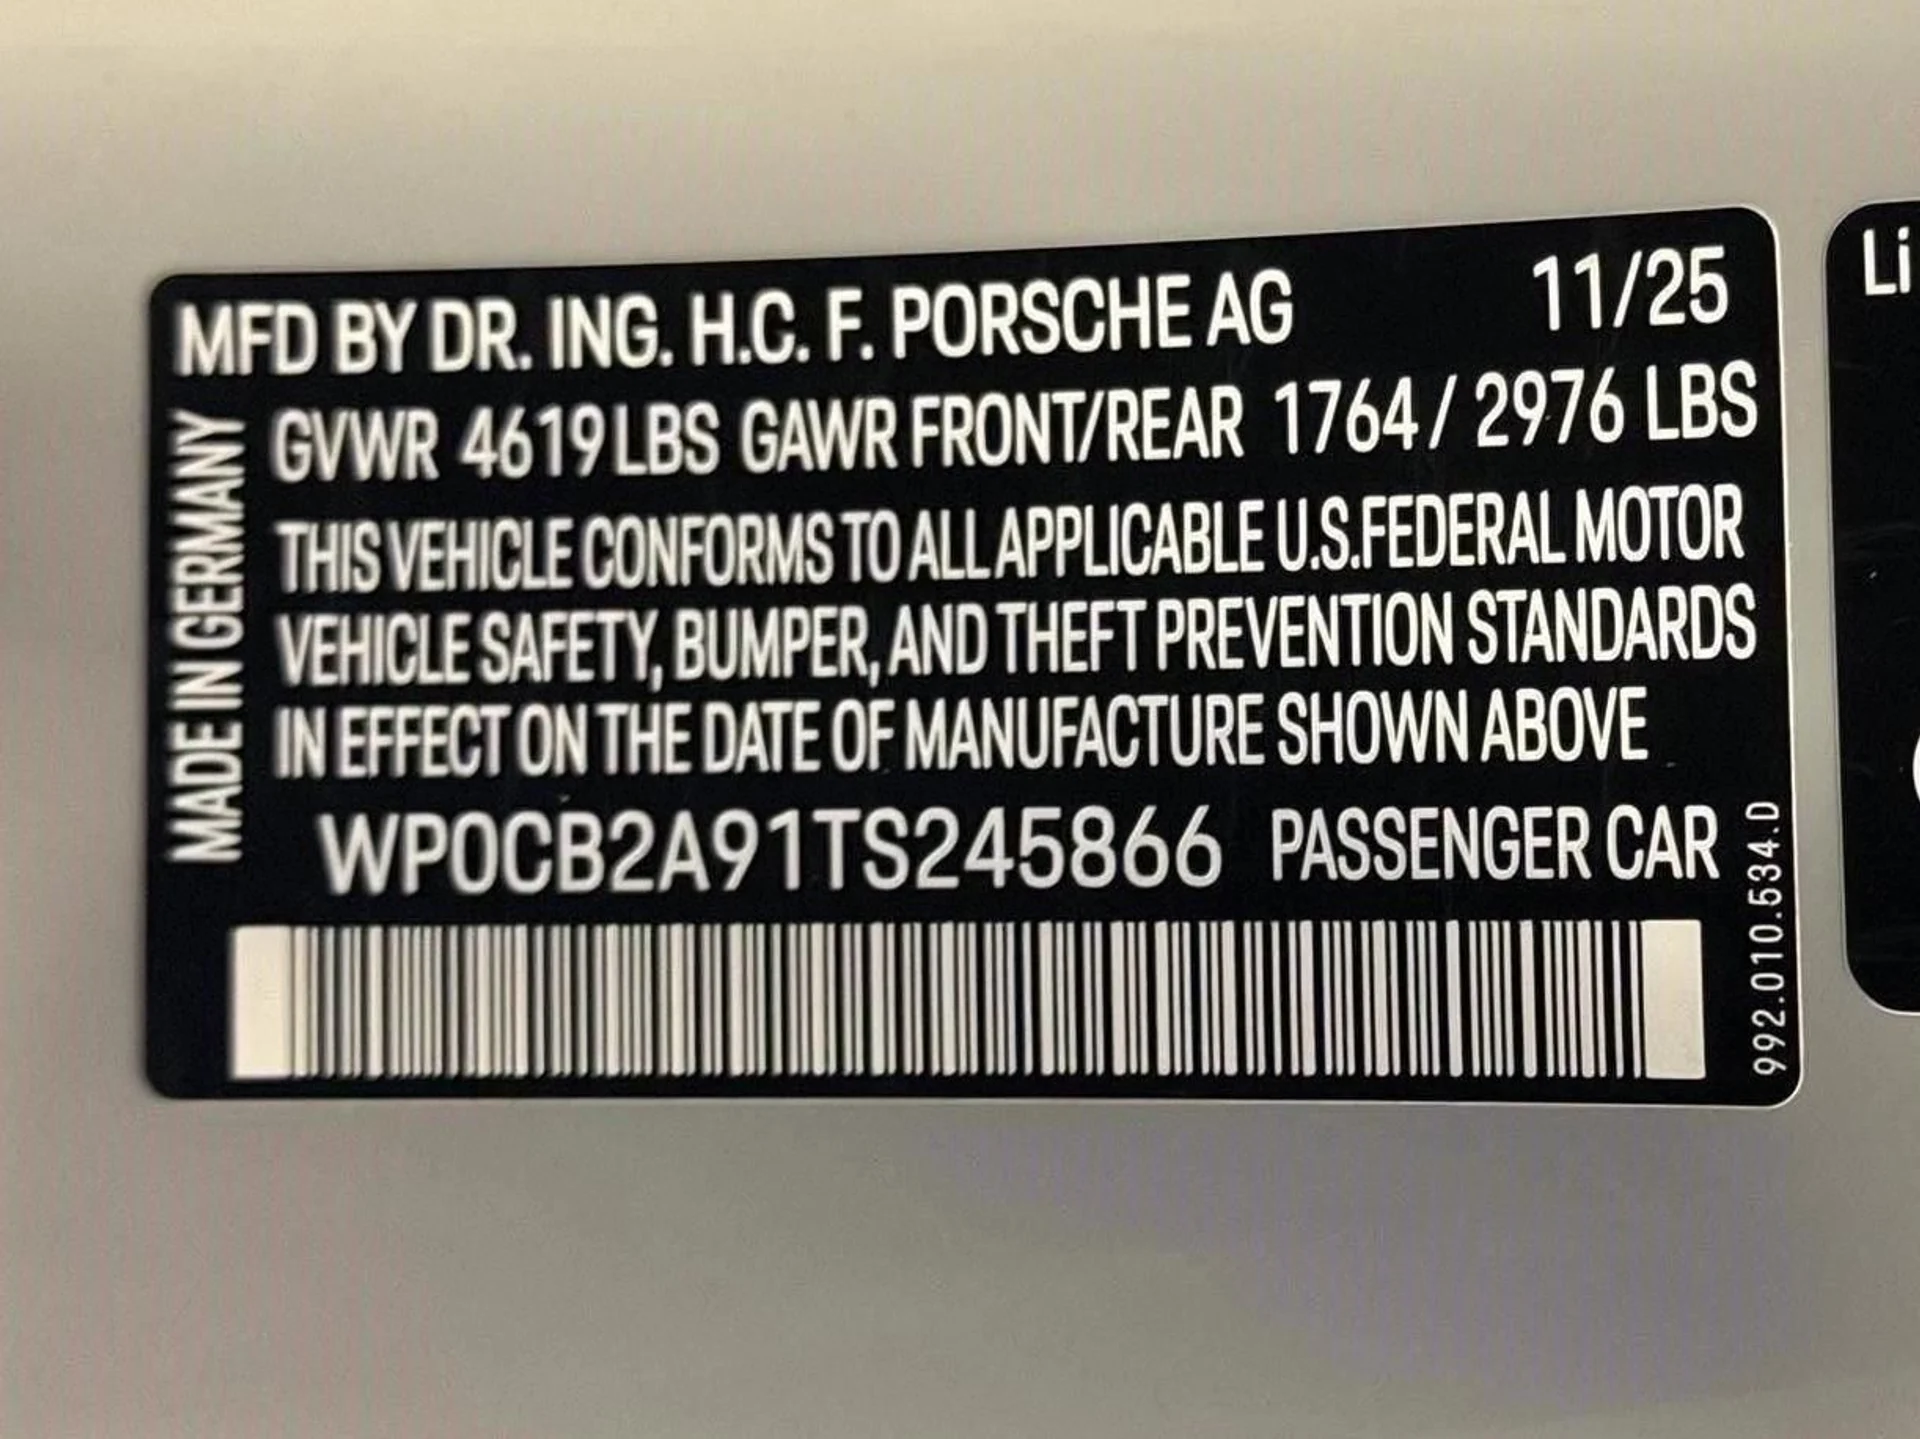 MFD BY DR. ING. H.C. F. PORSCHE AG 11/25
GVWR 4619 LBS GAWR FRONT/REAR 1764 / 2976 LBS
THIS VEHICLE CONFORMS TO ALL APPLICABLE U.S.FEDERAL MOTOR
VEHICLE SAFETY, BUMPER, AND THEFT PREVENTION STANDARDS
IN EFFECT ON THE DATE OF MANUFACTURE SHOWN ABOVE
WP0CB2A91TS245866 PASSENGER CAR
MADE IN GERMANY
992.010.534.D
Li